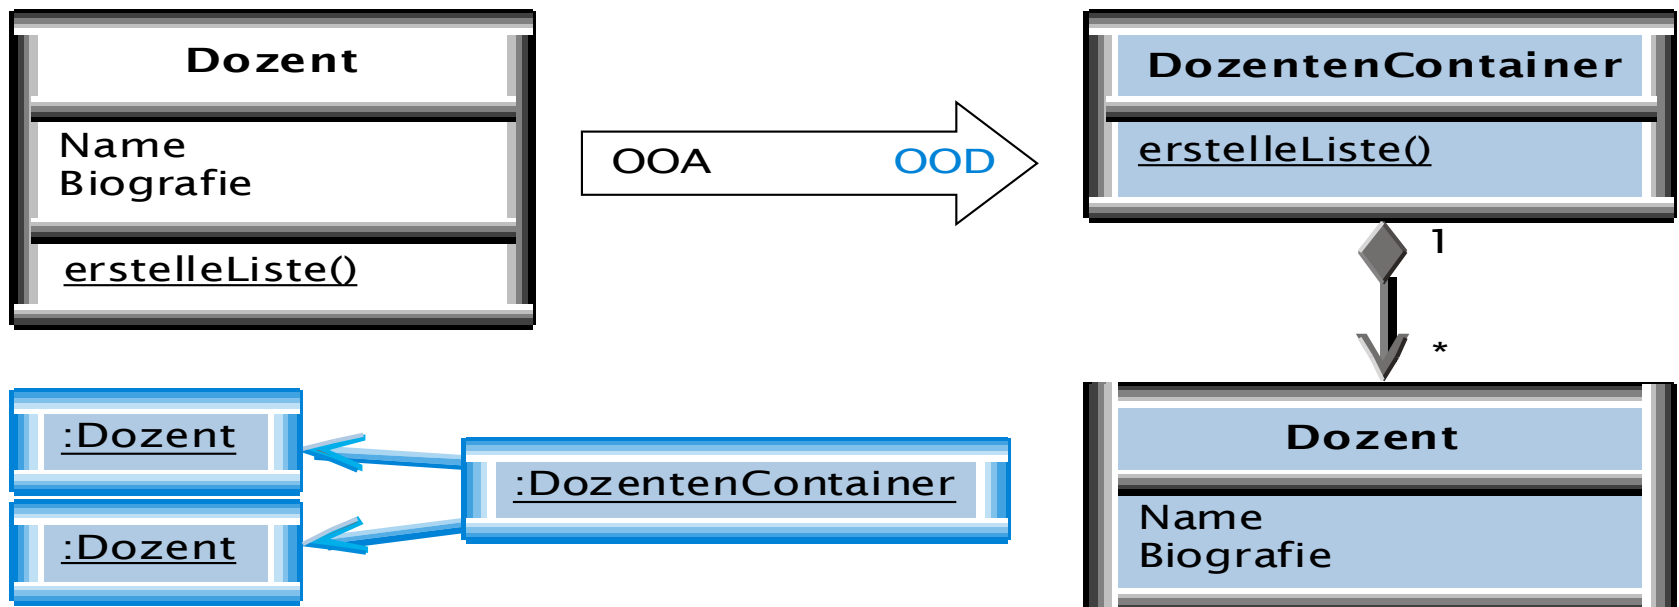 Dozent
Name
Biografie
erstelleListe()
OOA OOD
DozentenContainer
erstelleListe()
1
*
Dozent
Name
Biografie
:Dozent
:Dozent
:DozentenContainer